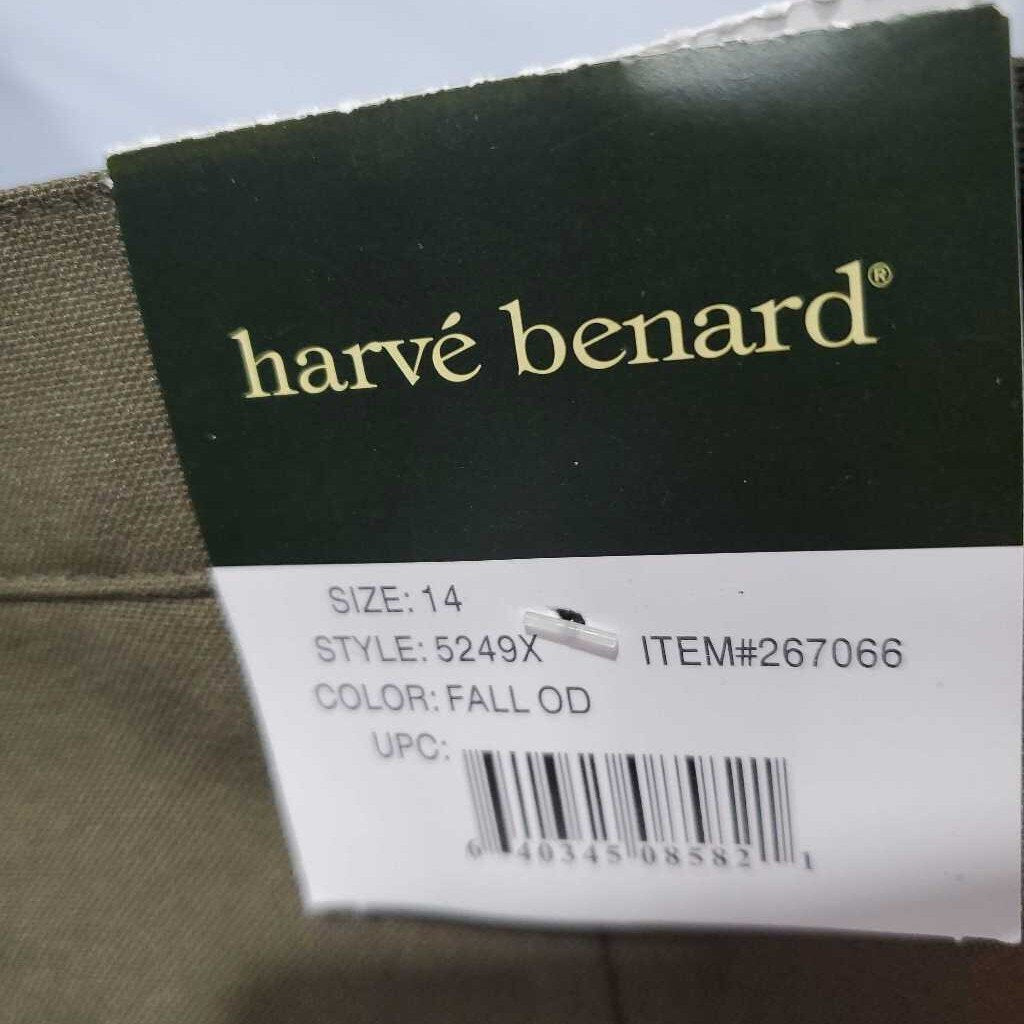 harvé benard®
SIZE: 14
STYLE: 5249X ITEM#267066
COLOR: FALL OD
UPC:
6 40345 08582 1